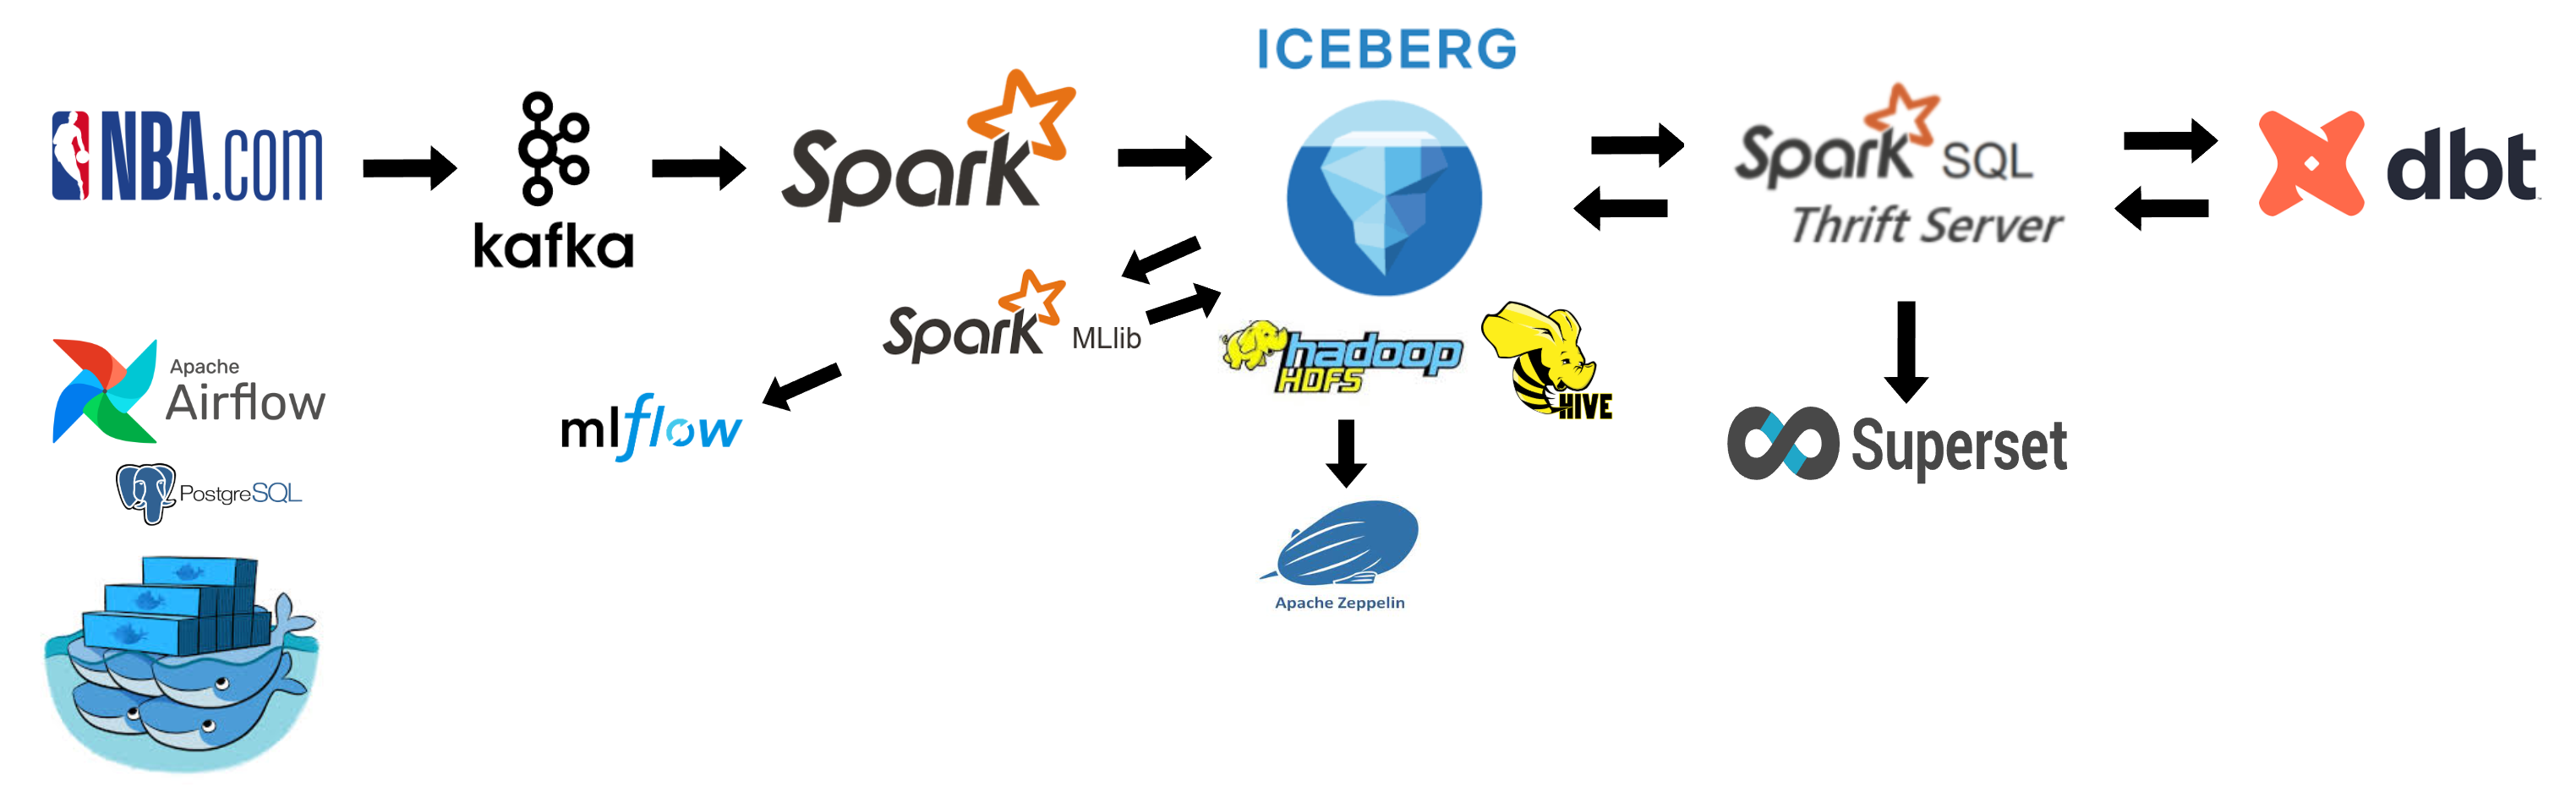 ICEBERG
NBA.com
kafka
Spark
Spark SQL
Thrift Server
dbt
Spark MLlib
hadoop
HDFS
HIVE
Apache
Airflow
mlflow
Superset
PostgreSQL
Apache Zeppelin